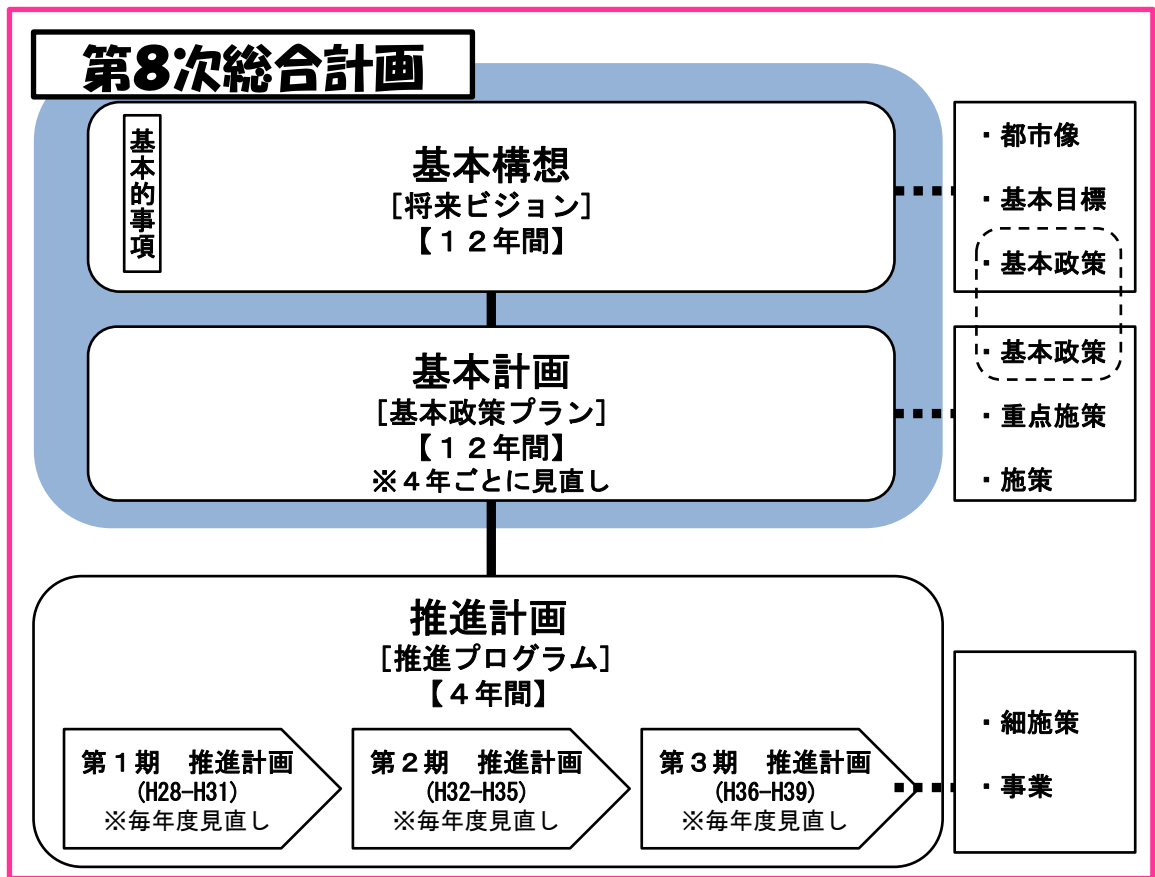 第8次総合計画
基本的事項
基本構想
[将来ビジョン]
【１２年間】
・都市像
・基本目標
・基本政策
基本計画
[基本政策プラン]
【１２年間】
※４年ごとに見直し
・基本政策
・重点施策
・施策
推進計画
[推進プログラム]
【４年間】
第１期　推進計画
(H28-H31)
※毎年度見直し
第２期　推進計画
(H32-H35)
※毎年度見直し
第３期　推進計画
(H36-H39)
※毎年度見直し
・細施策
・事業